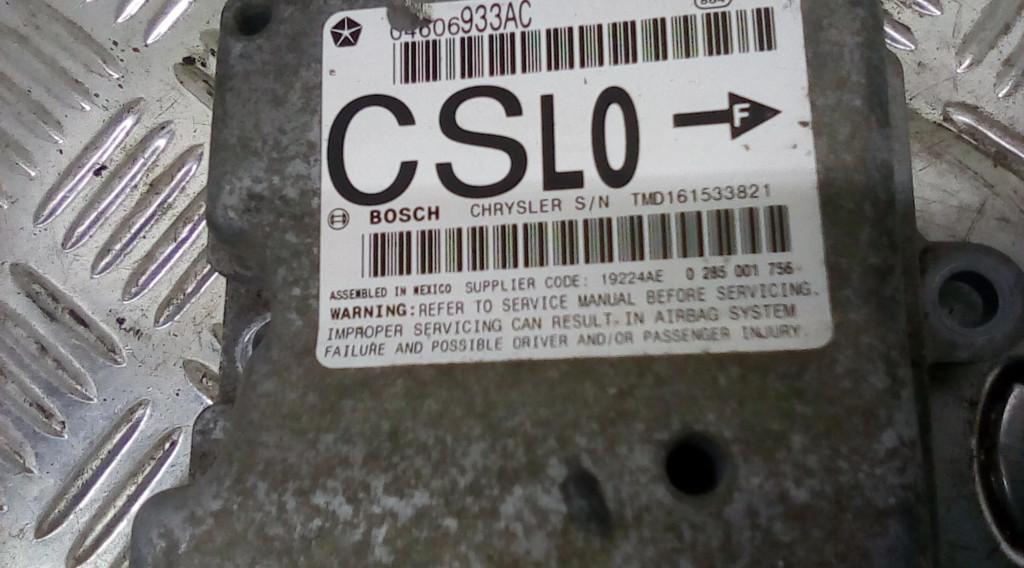 04606933AC
CSLO F
BOSCH CHRYSLER S/N TMD161533821
ASSEMBLED IN MEXICO SUPPLIER CODE: 19224AE 0 285 001 756
WARNING: REFER TO SERVICE MANUAL BEFORE SERVICING.
IMPROPER SERVICING CAN RESULT IN AIRBAG SYSTEM
FAILURE AND POSSIBLE DRIVER AND/OR PASSENGER INJURY.